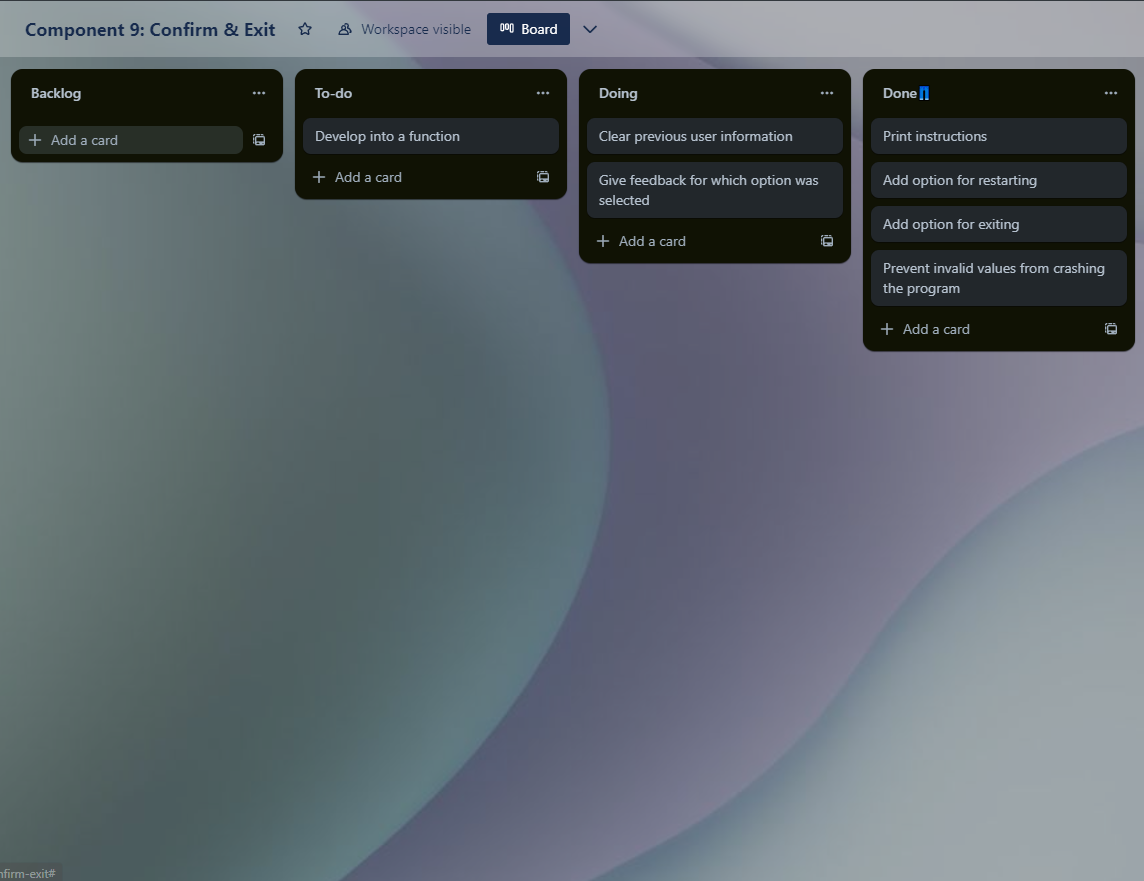 Component 9: Confirm & Exit
Workspace visible
Board
Backlog
Add a card
To-do
Develop into a function
Add a card
Doing
Clear previous user information
Give feedback for which option was
selected
Add a card
Done👖
Print instructions
Add option for restarting
Add option for exiting
Prevent invalid values from crashing
the program
Add a card
nfirm-exit#